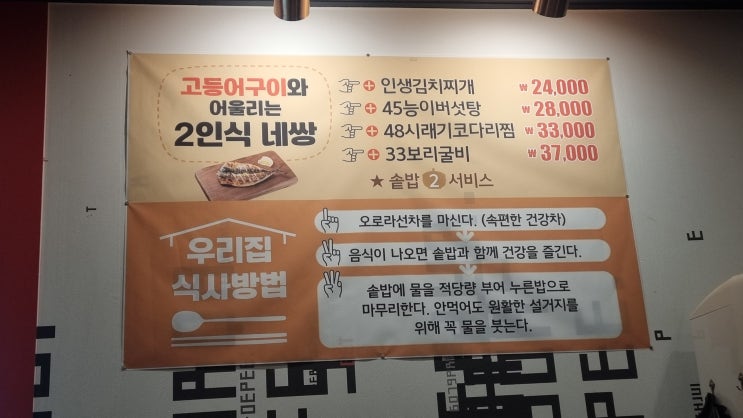 고등어구이와
어울리는
2인식 네쌍
+ 인생김치찌개 ₩ 24,000
+ 45능이버섯탕 ₩ 28,000
+ 48시래기코다리찜 ₩ 33,000
+ 33보리굴비 ₩ 37,000
★ 솥밥 2 서비스
우리집
식사방법
오로라선차를 마신다. (속편한 건강차)
음식이 나오면 솥밥과 함께 건강을 즐긴다.
솥밥에 물을 적당량 부어 누른밥으로
마무리한다. 안먹어도 원활한 설거지를
위해 꼭 물을 붓는다.
T
E
P
E